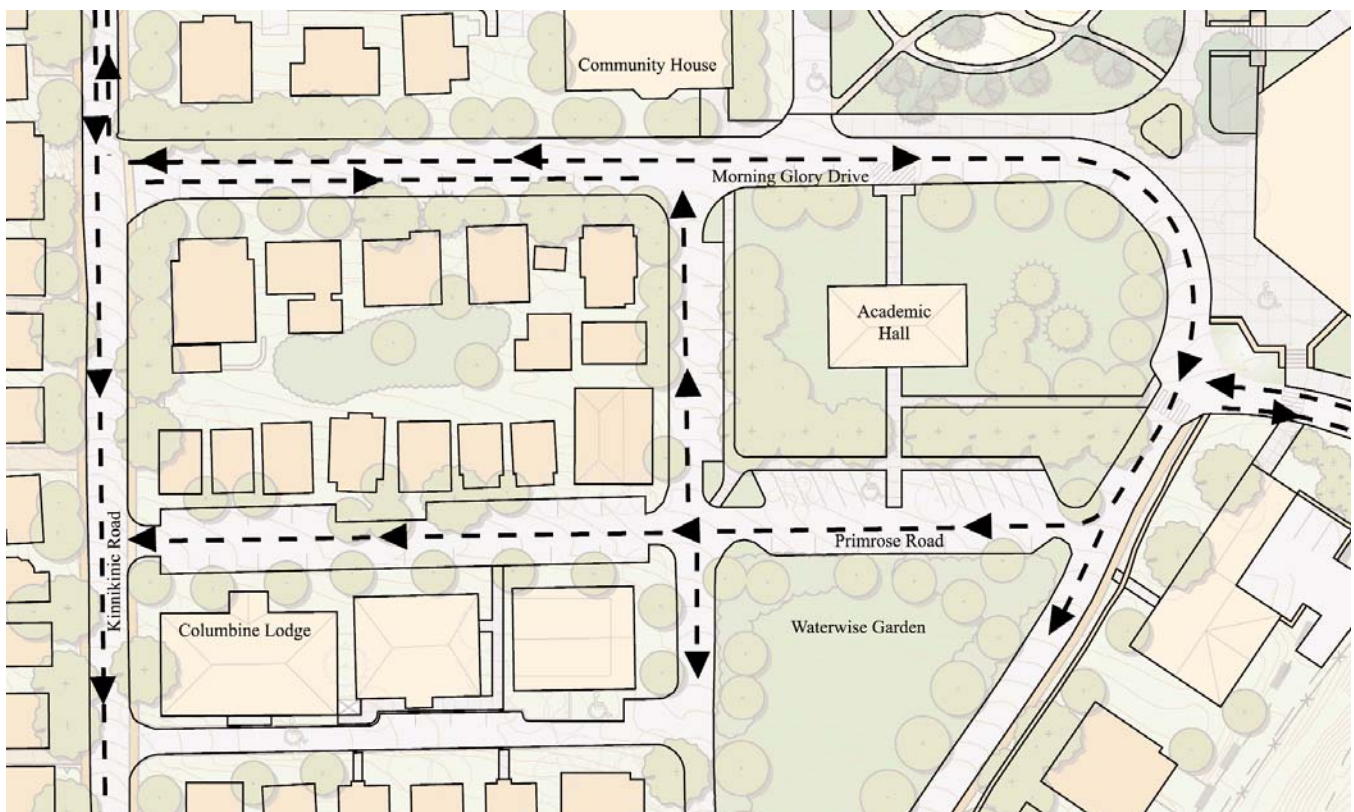 Community House
Morning Glory Drive
Academic
Hall
Primrose Road
Kinnikinic Road
Columbine Lodge
Waterwise Garden